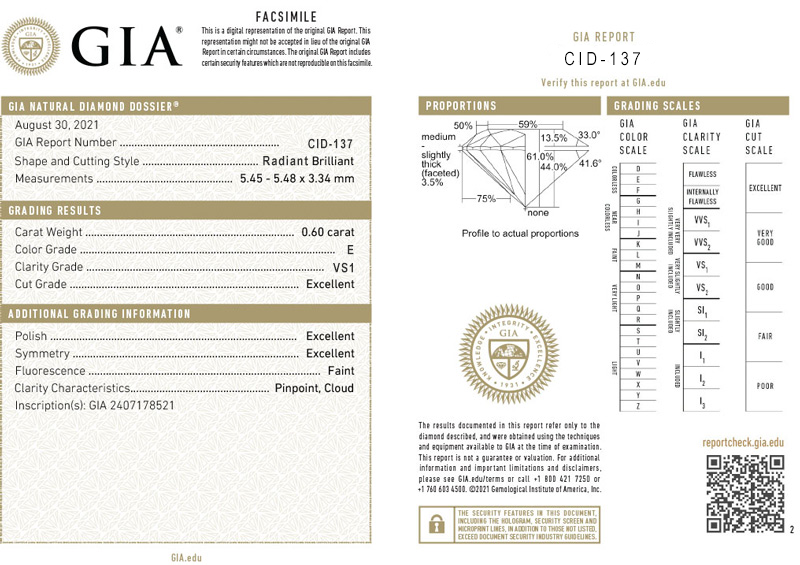 FACSIMILE
This is a digital representation of the original GIA Report. This
representation might not be accepted in lieu of the original GIA
Report in certain circumstances. The original GIA Report includes
certain security features which are not reproducible on this facsimile.
GIA®
GIA NATURAL DIAMOND DOSSIER®
August 30, 2021
GIA Report Number ........ CID-137
Shape and Cutting Style ........ Radiant Brilliant
Measurements ........ 5.45 - 5.48 x 3.34 mm
GRADING RESULTS
Carat Weight ........ 0.60 carat
Color Grade ........ E
Clarity Grade ........ VS1
Cut Grade ........ Excellent
ADDITIONAL GRADING INFORMATION
Polish ........ Excellent
Symmetry ........ Excellent
Fluorescence ........ Faint
Clarity Characteristics........ Pinpoint, Cloud
Inscription(s): GIA 2407178521
GIA.edu
GIA REPORT
CID-137
Verify this report at GIA.edu
PROPORTIONS
50%
59%
medium
-
slightly
thick
(faceted)
3.5%
13.5%
33.0°
61.0%
44.0%
41.6°
75%
none
Profile to actual proportions
KNOWLEDGE • INTEGRITY • EXCELLENCE
GIA
1931
The results documented in this report refer only to the
diamond described, and were obtained using the techniques
and equipment available to GIA at the time of examination.
This report is not a guarantee or valuation. For additional
information and important limitations and disclaimers,
please see GIA.edu/terms or call +1 800 421 7250 or
+1 760 603 4500. ©2021 Gemological Institute of America, Inc.
THE SECURITY FEATURES IN THIS DOCUMENT,
INCLUDING THE HOLOGRAM, SECURITY SCREEN AND
MICROPRINT LINES, IN ADDITION TO THOSE NOT LISTED,
EXCEED DOCUMENT SECURITY INDUSTRY GUIDELINES.
GRADING SCALES
GIA
COLOR
SCALE
COLORLESS
D
E
F
NEAR
COLORLESS
G
H
I
J
FAINT
K
L
M
VERY LIGHT
N
O
P
Q
R
LIGHT
S
T
U
V
W
X
Y
Z
GIA
CLARITY
SCALE
FLAWLESS
INTERNALLY
FLAWLESS
VERY VERY
SLIGHTLY INCLUDED
VVS1
VVS2
VERY SLIGHTLY
INCLUDED
VS1
VS2
SLIGHTLY
INCLUDED
SI1
SI2
INCLUDED
I1
I2
I3
GIA
CUT
SCALE
EXCELLENT
VERY
GOOD
GOOD
FAIR
POOR
reportcheck.gia.edu
2